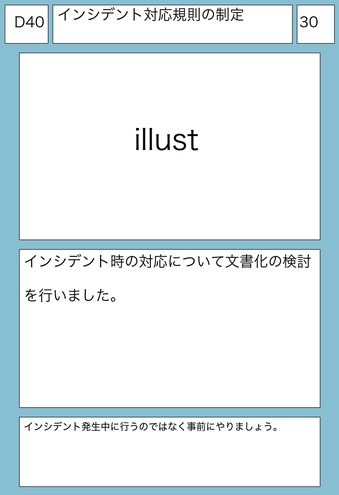 D40
インシデント対応規則の制定
30
illust
インシデント時の対応について文書化の検討
を行いました。
インシデント発生中に行うのではなく事前にやりましょう。